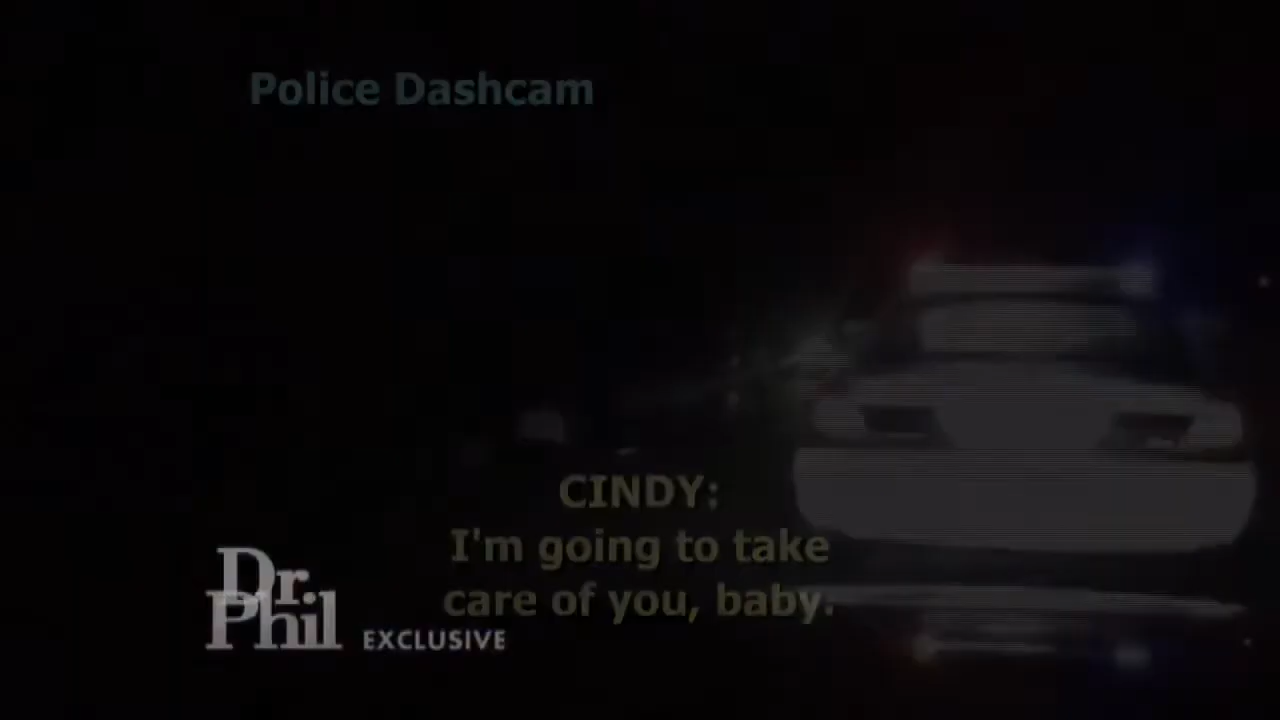 Police Dashcam
CINDY:
I'm going to take
care of you, baby.
Dr.
Phil EXCLUSIVE